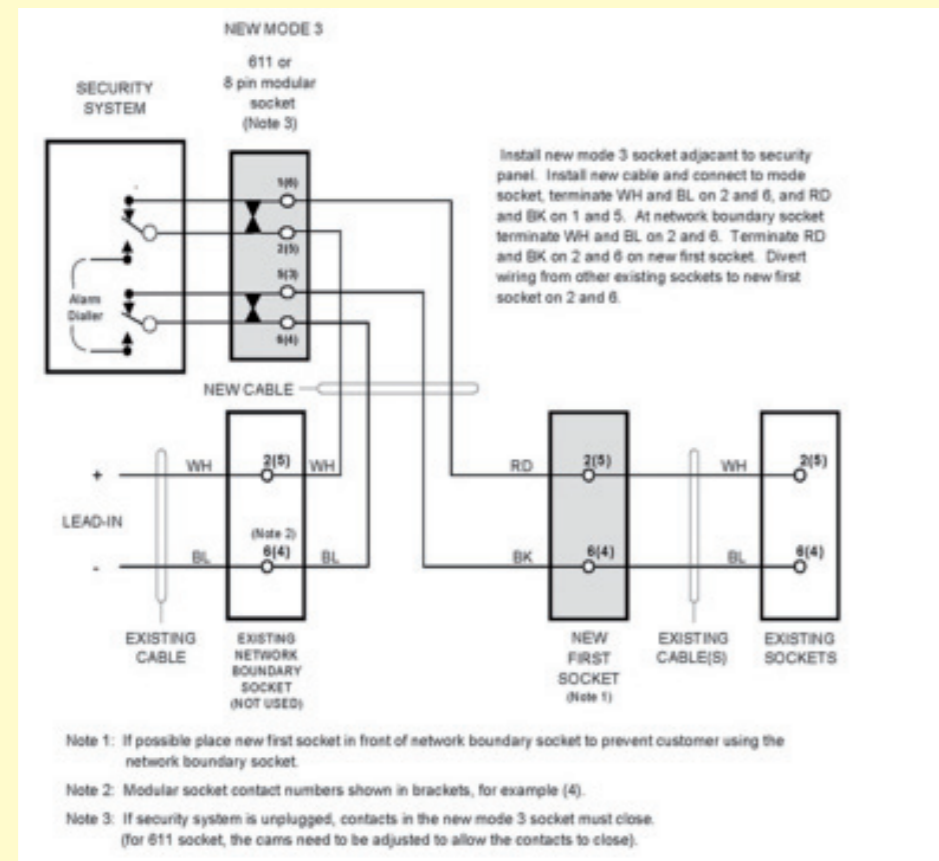 NEW MODE 3
611 or
8 pin modular
socket
(Note 3)
SECURITY
SYSTEM
Install new mode 3 socket adjacant to security
panel. Install new cable and connect to mode
socket, terminate WH and BL on 2 and 6, and RD
and BK on 1 and 5. At network boundary socket
terminate WH and BL on 2 and 6. Terminate RD
and BK on 2 and 6 on new first socket. Divert
wiring from other existing sockets to new first
socket on 2 and 6.
1(6)
2(5)
5(3)
6(4)
Alarm
Dialler
NEW CABLE
+
WH
2(5)
WH
RD
2(5)
WH
2(5)
LEAD-IN
(Note 2)
-
BL
6(4)
BL
BK
6(4)
BL
6(4)
EXISTING
CABLE
EXISTING
NETWORK
BOUNDARY
SOCKET
(NOT USED)
NEW
FIRST
SOCKET
(Note 1)
EXISTING
CABLE(S)
EXISTING
SOCKETS
Note 1: If possible place new first socket in front of network boundary socket to prevent customer using the
network boundary socket.
Note 2: Modular socket contact numbers shown in brackets, for example (4).
Note 3: If security system is unplugged, contacts in the new mode 3 socket must close.
(for 611 socket, the cams need to be adjusted to allow the contacts to close).